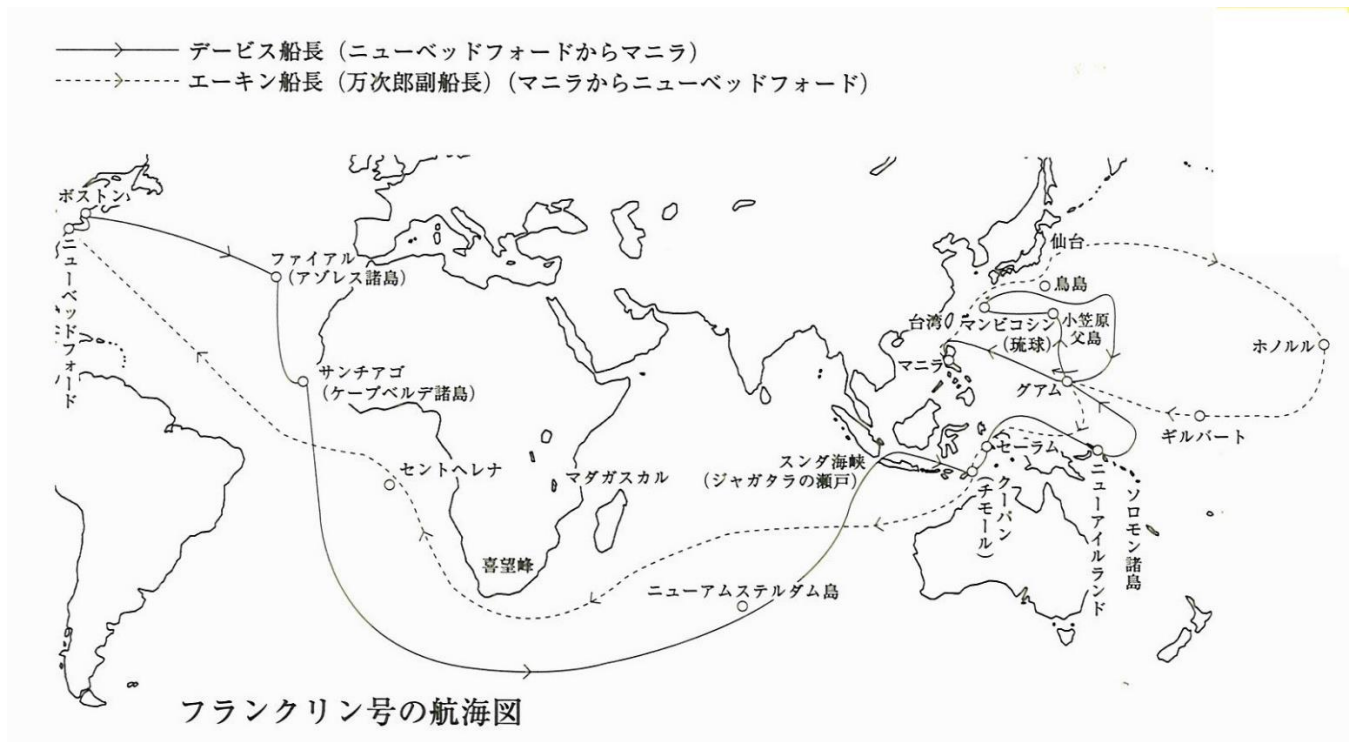 デービス船長（ニューベッドフォードからマニラ）
エーキン船長（万次郎副船長）（マニラからニューベッドフォード）
ボストン
ニューベッドフォード
ファイアル
（アゾレス諸島）
サンチアゴ
（ケープベルデ諸島）
セントヘレナ
マダガスカル
喜望峰
ニューアムステルダム島
スンダ海峡
（ジャガタラの瀬戸）
仙台
鳥島
台湾
マンビコシン
（琉球）
小笠原
父島
マニラ
グアム
ホノルル
ギルバート
セーラム
クーパン
（チモール）
ニューアイルランド
ソロモン諸島
フランクリン号の航海図